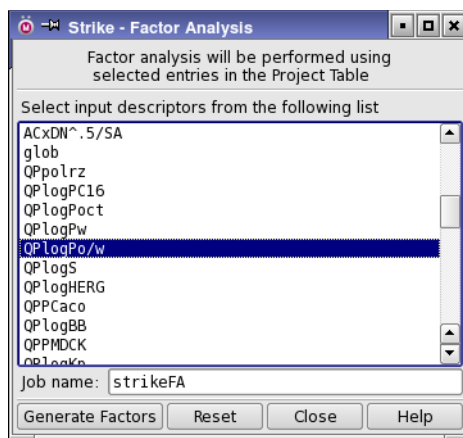 Strike - Factor Analysis
Factor analysis will be performed using
selected entries in the Project Table
Select input descriptors from the following list
ACxDN^.5/SA
glob
QPpolrz
QPlogPC16
QPlogPoct
QPlogPw
QPlogPo/w
QPlogS
QPlogHERG
QPPCaco
QPlogBB
QPPMDCK
QPlogKp
Job name: strikeFA
Generate Factors Reset Close Help